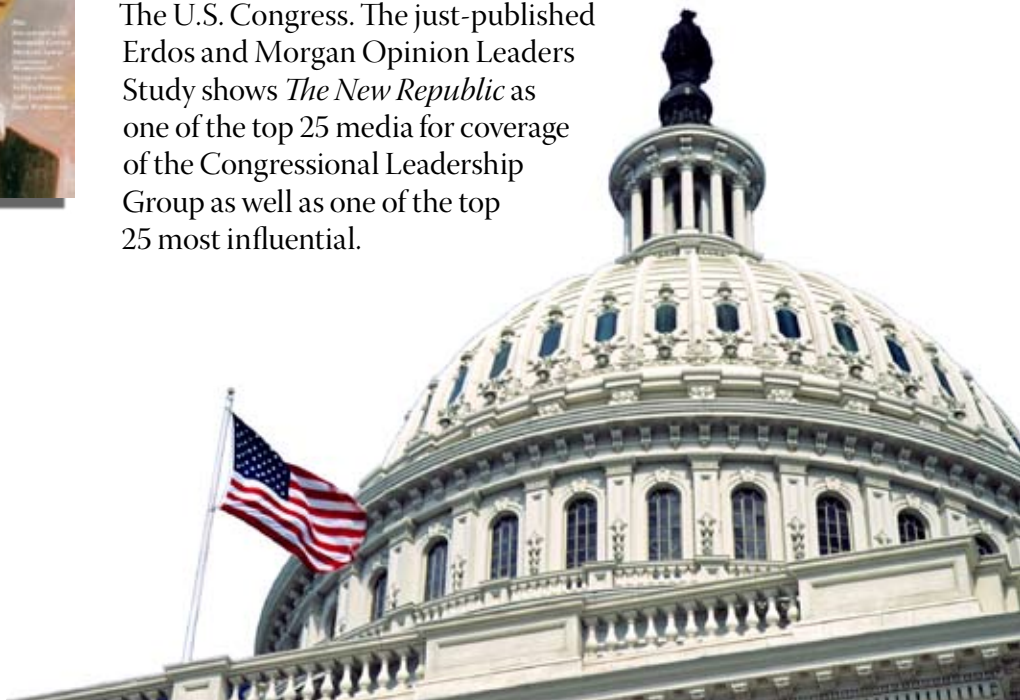 The U.S. Congress. The just-published
Erdos and Morgan Opinion Leaders
Study shows The New Republic as
one of the top 25 media for coverage
of the Congressional Leadership
Group as well as one of the top
25 most influential.